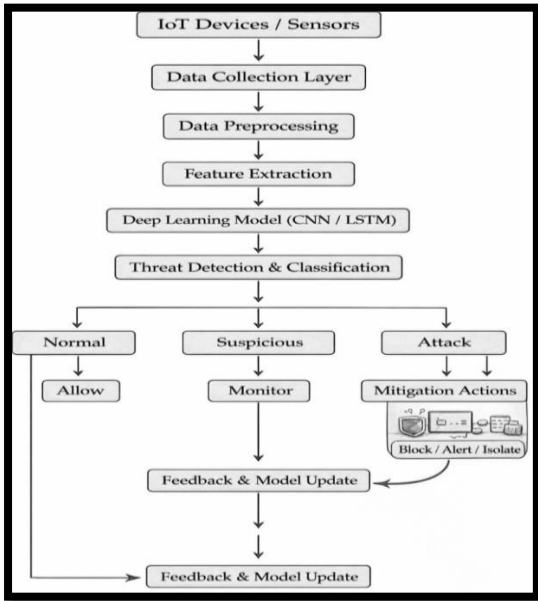 IoT Devices / Sensors
Data Collection Layer
Data Preprocessing
Feature Extraction
Deep Learning Model (CNN / LSTM)
Threat Detection & Classification
Normal
Suspicious
Attack
Allow
Monitor
Mitigation Actions
Block / Alert / Isolate
Feedback & Model Update
Feedback & Model Update